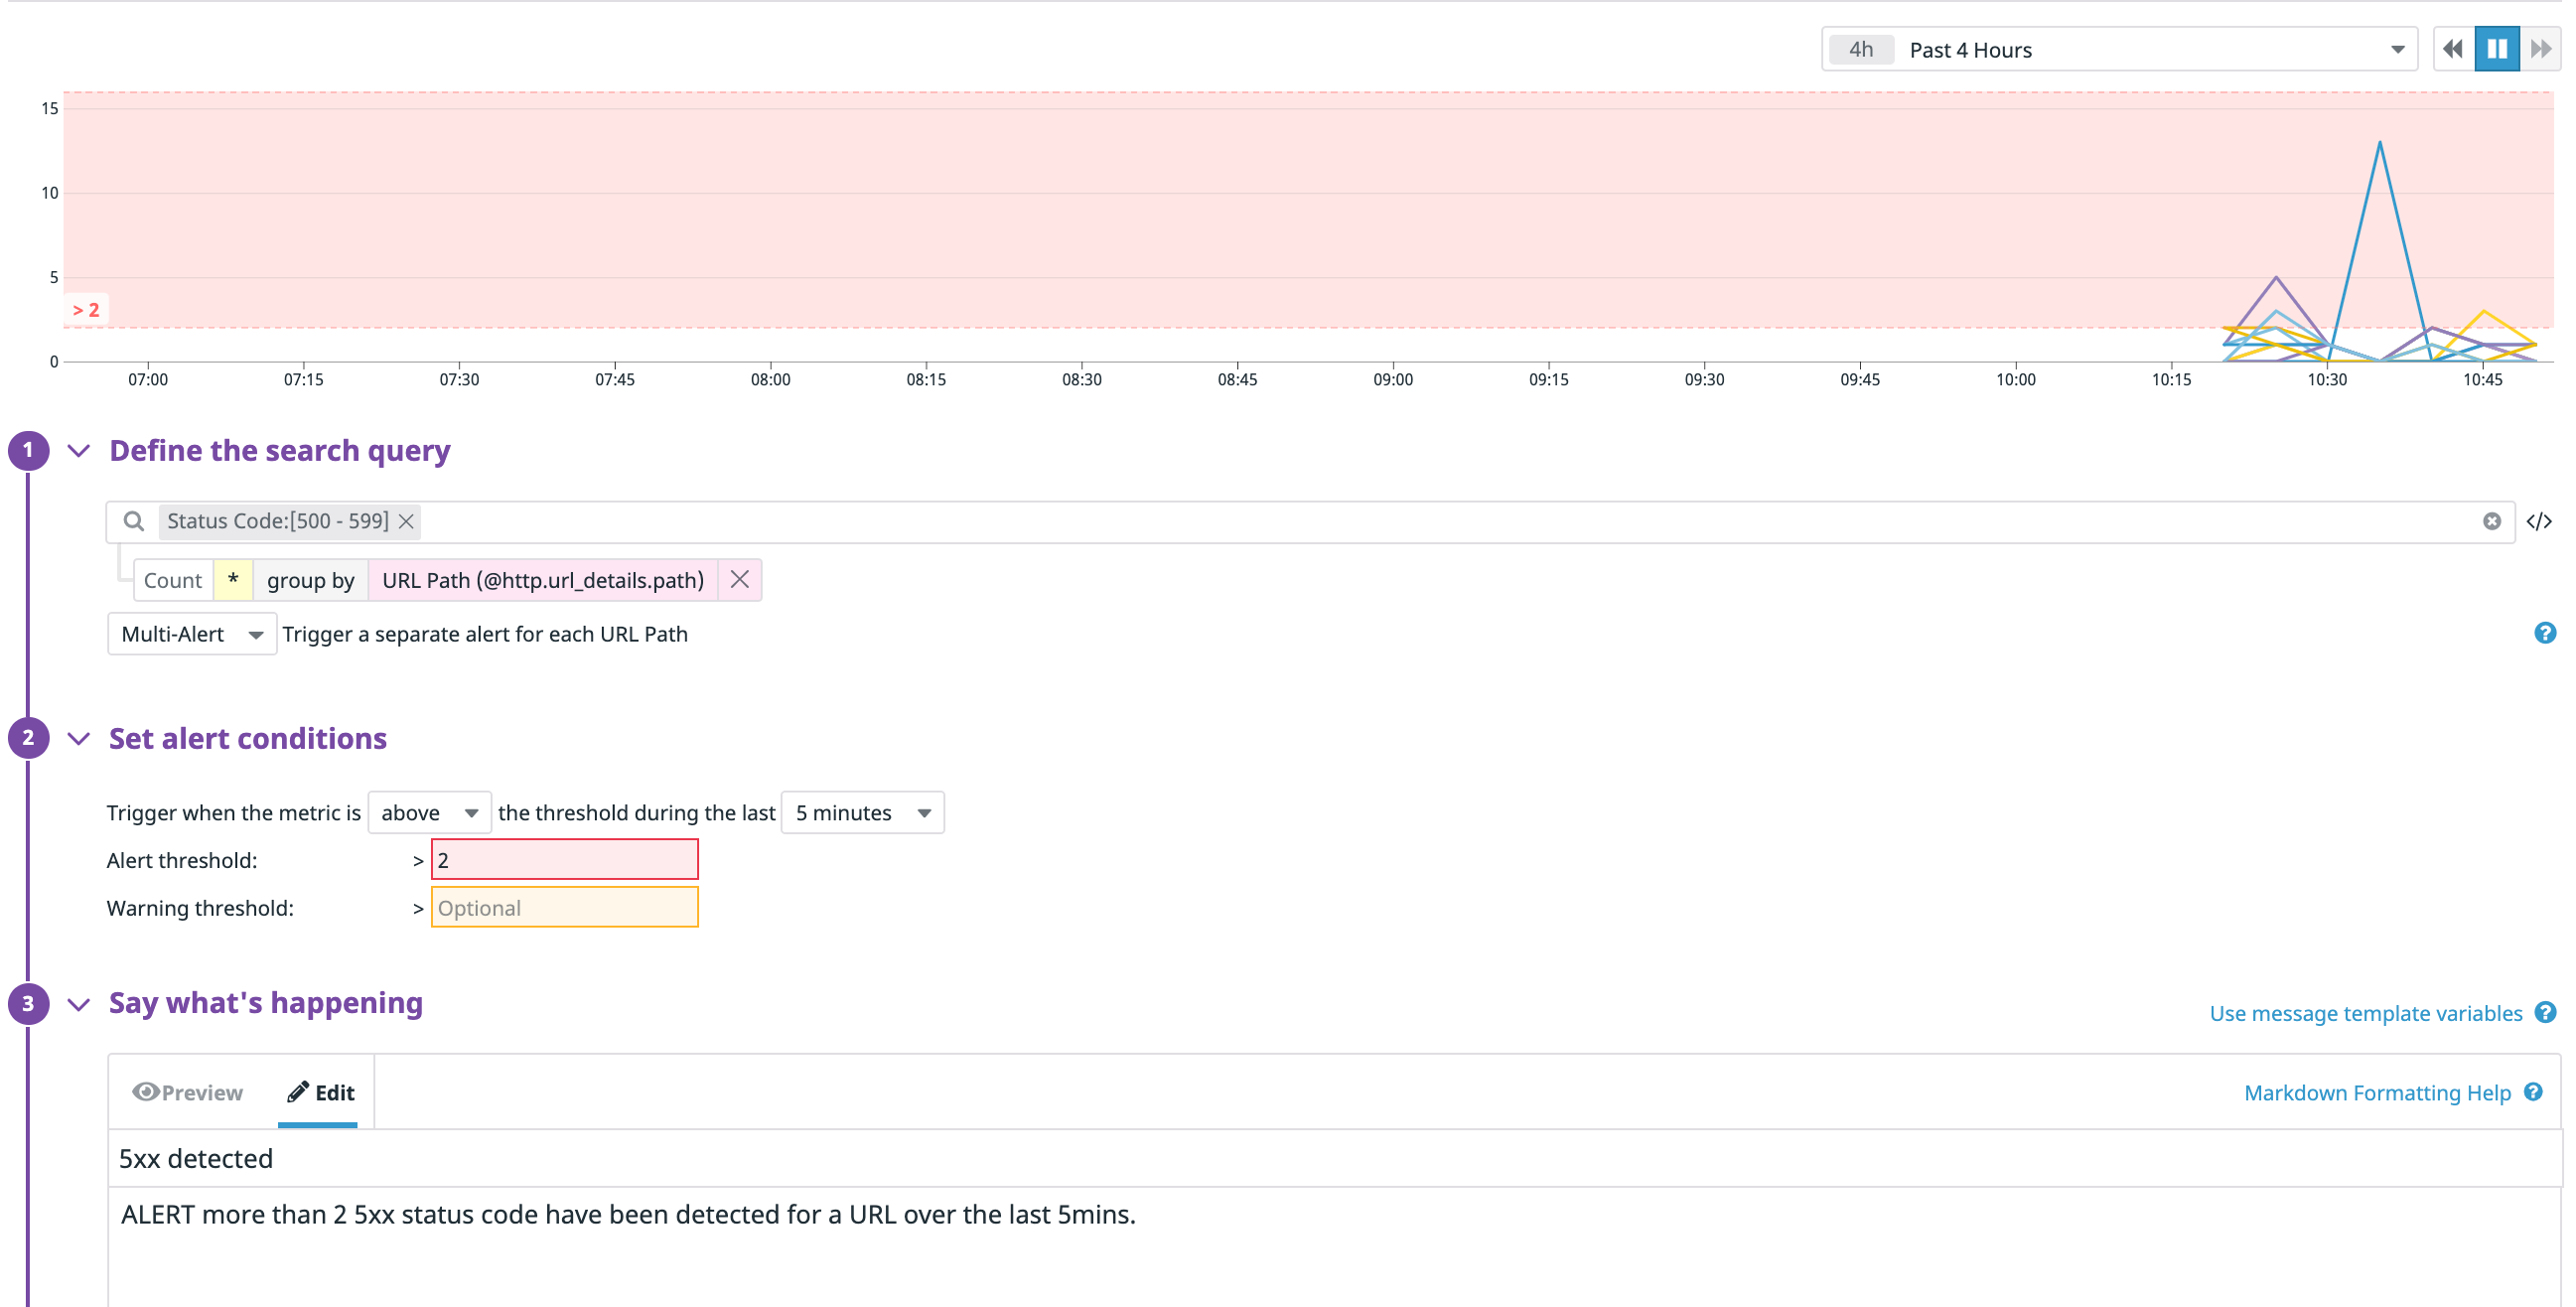 4h Past 4 Hours
15
10
5
> 2
0
07:00 07:15 07:30 07:45 08:00 08:15 08:30 08:45 09:00 09:15 09:30 09:45 10:00 10:15 10:30 10:45
1 Define the search query
Status Code:[500 - 599]
</>
Count * group by URL Path (@http.url_details.path)
Multi-Alert Trigger a separate alert for each URL Path ?
2 Set alert conditions
Trigger when the metric is above the threshold during the last 5 minutes
Alert threshold: > 2
Warning threshold: > Optional
3 Say what's happening
Use message template variables ?
Preview Edit Markdown Formatting Help ?
5xx detected
ALERT more than 2 5xx status code have been detected for a URL over the last 5mins.